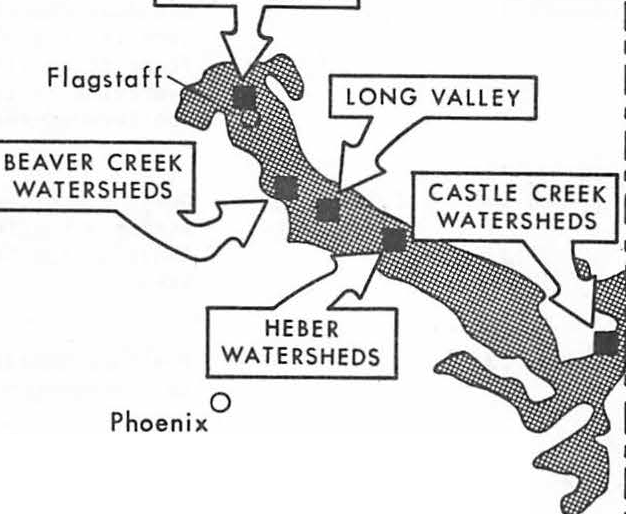 Flagstaff
LONG VALLEY
BEAVER CREEK
WATERSHEDS
CASTLE CREEK
WATERSHEDS
HEBER
WATERSHEDS
Phoenix